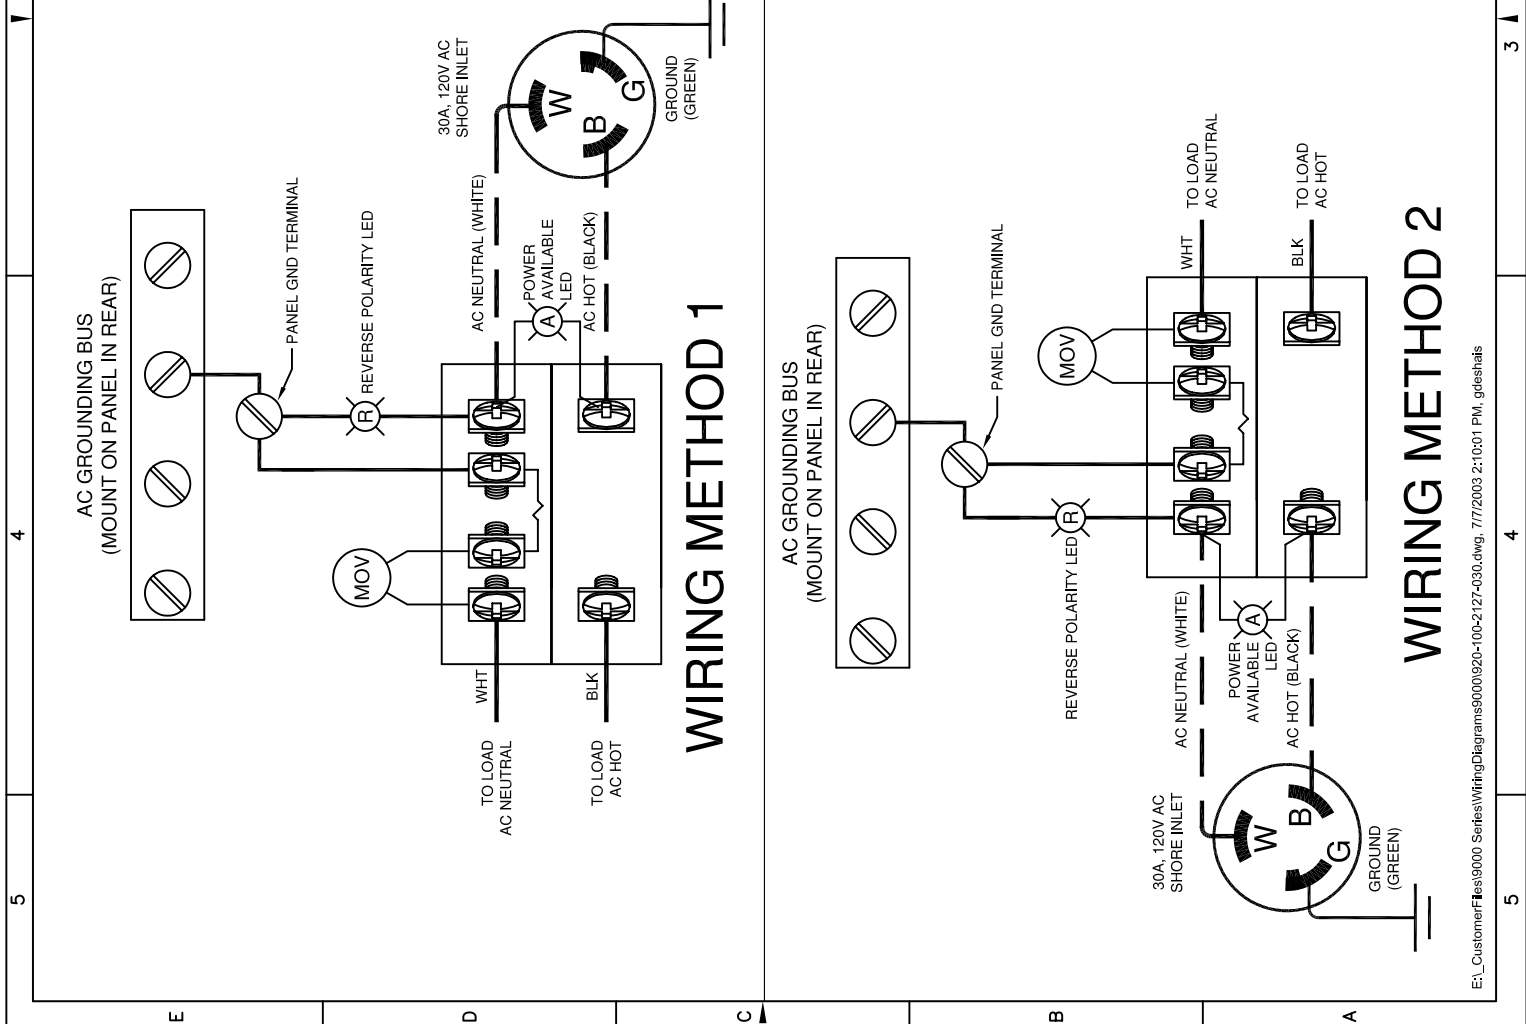 AC GROUNDING BUS
(MOUNT ON PANEL IN REAR)
PANEL GND TERMINAL
REVERSE POLARITY LED
R
MOV
30A, 120V AC
SHORE INLET
AC NEUTRAL (WHITE)
POWER
AVAILABLE
LED
A
AC HOT (BLACK)
W
B
G
GROUND
(GREEN)
WHT
BLK
TO LOAD
AC NEUTRAL
TO LOAD
AC HOT
WIRING METHOD 1
AC GROUNDING BUS
(MOUNT ON PANEL IN REAR)
PANEL GND TERMINAL
MOV
REVERSE POLARITY LED
R
TO LOAD
AC NEUTRAL
TO LOAD
AC HOT
WHT
BLK
AC NEUTRAL (WHITE)
POWER
AVAILABLE
LED
A
AC HOT (BLACK)
30A, 120V AC
SHORE INLET
W
B
G
GROUND
(GREEN)
WIRING METHOD 2
E:\_CustomerFiles\9000 Series\WiringDiagrams9000\920-100-2127-030.dwg, 7/7/2003 2:10:01 PM, gdeshais
5
4
5
4
3
E
D
C
B
A